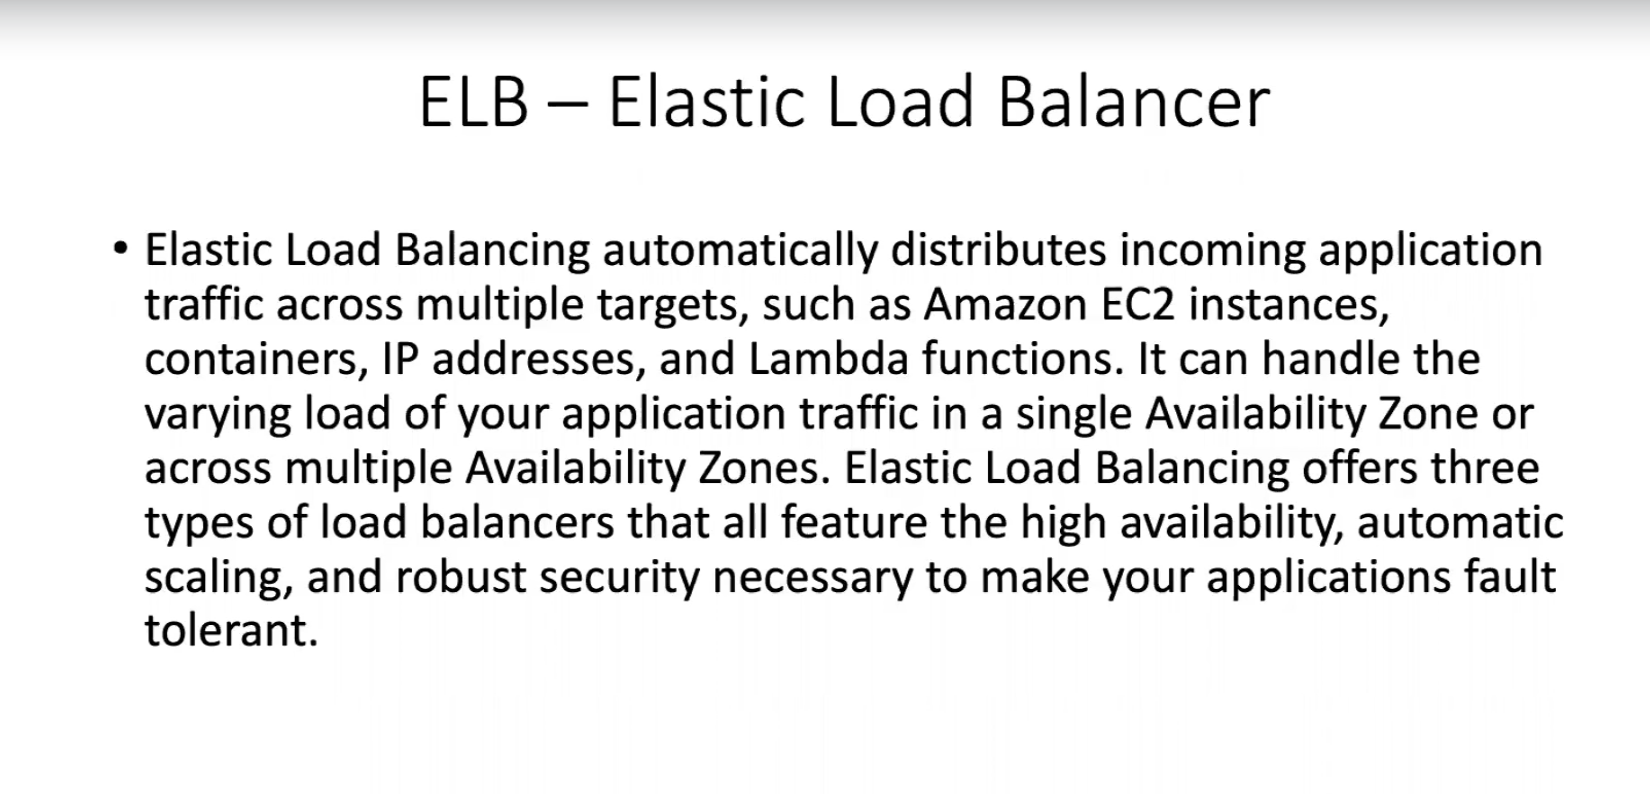 ELB – Elastic Load Balancer
• Elastic Load Balancing automatically distributes incoming application
traffic across multiple targets, such as Amazon EC2 instances,
containers, IP addresses, and Lambda functions. It can handle the
varying load of your application traffic in a single Availability Zone or
across multiple Availability Zones. Elastic Load Balancing offers three
types of load balancers that all feature the high availability, automatic
scaling, and robust security necessary to make your applications fault
tolerant.